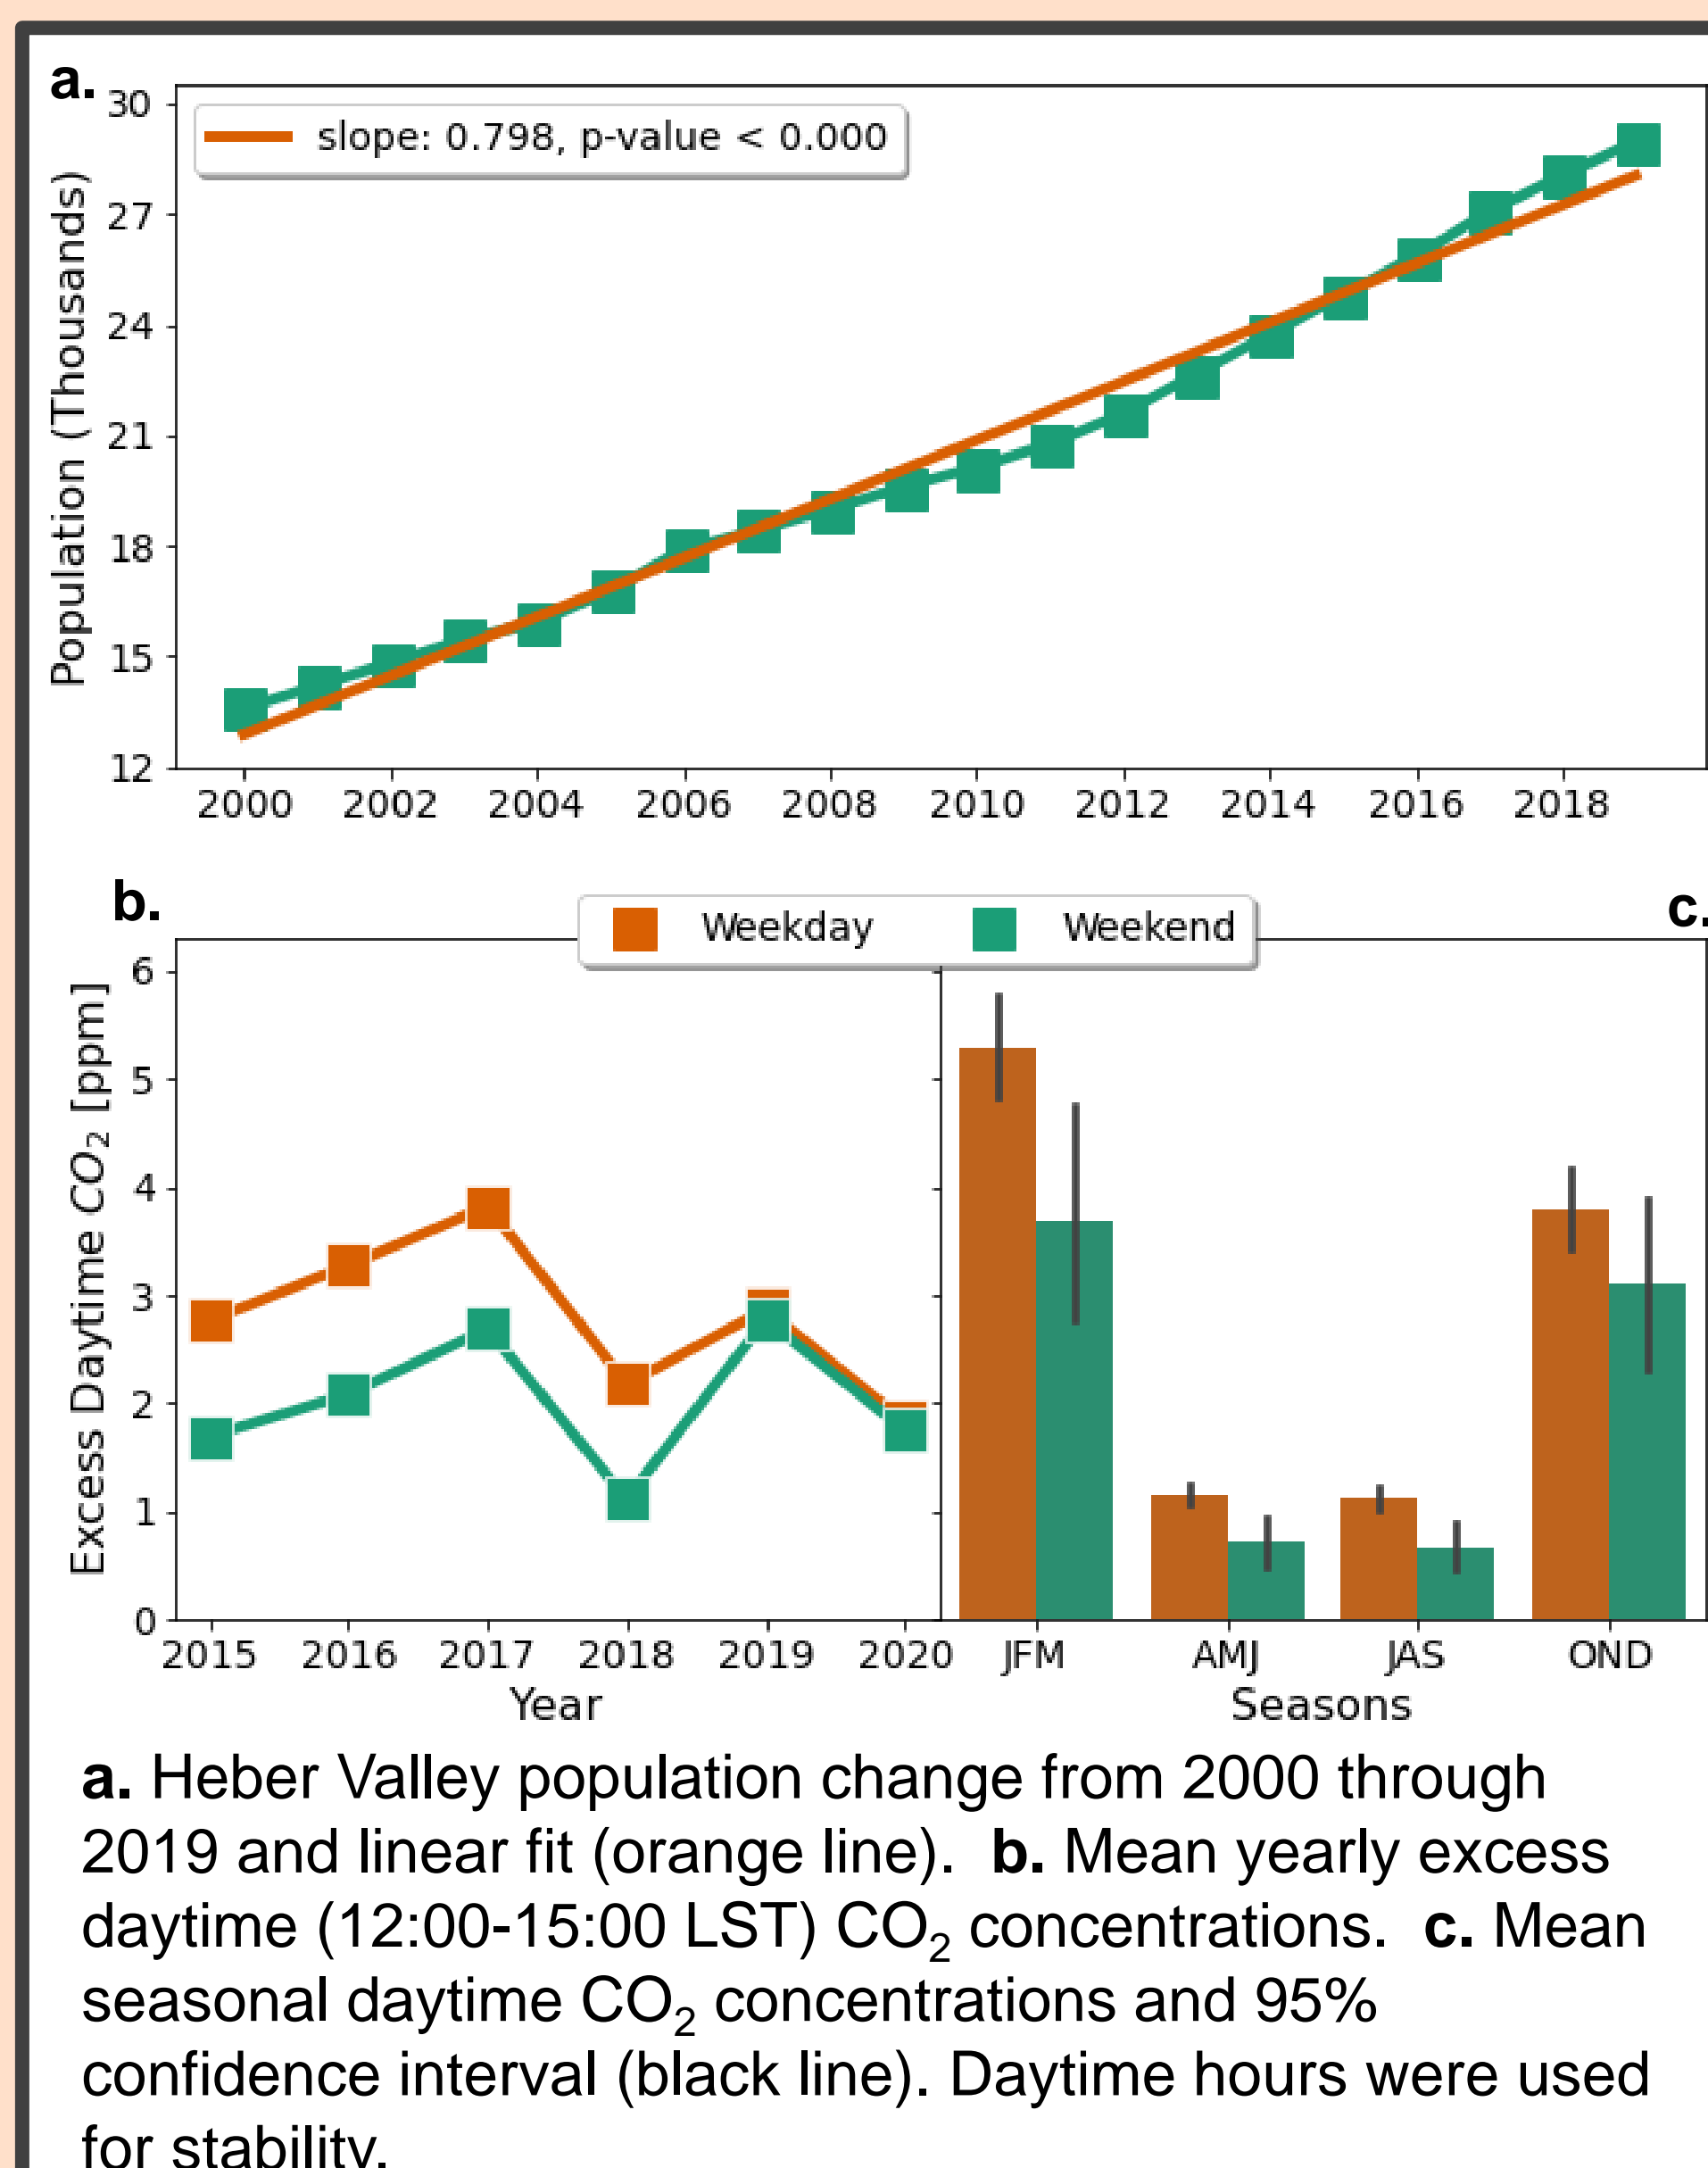 a.
30
slope: 0.798, p-value < 0.000
27
24
21
18
15
12
Population (Thousands)
2000 2002 2004 2006 2008 2010 2012 2014 2016 2018
b.
c.
Weekday Weekend
6
5
4
3
2
1
0
Excess Daytime CO₂ [ppm]
2015 2016 2017 2018 2019 2020 JFM AMJ JAS OND
Year Seasons
a. Heber Valley population change from 2000 through
2019 and linear fit (orange line). b. Mean yearly excess
daytime (12:00-15:00 LST) CO₂ concentrations. c. Mean
seasonal daytime CO₂ concentrations and 95%
confidence interval (black line). Daytime hours were used
for stability.